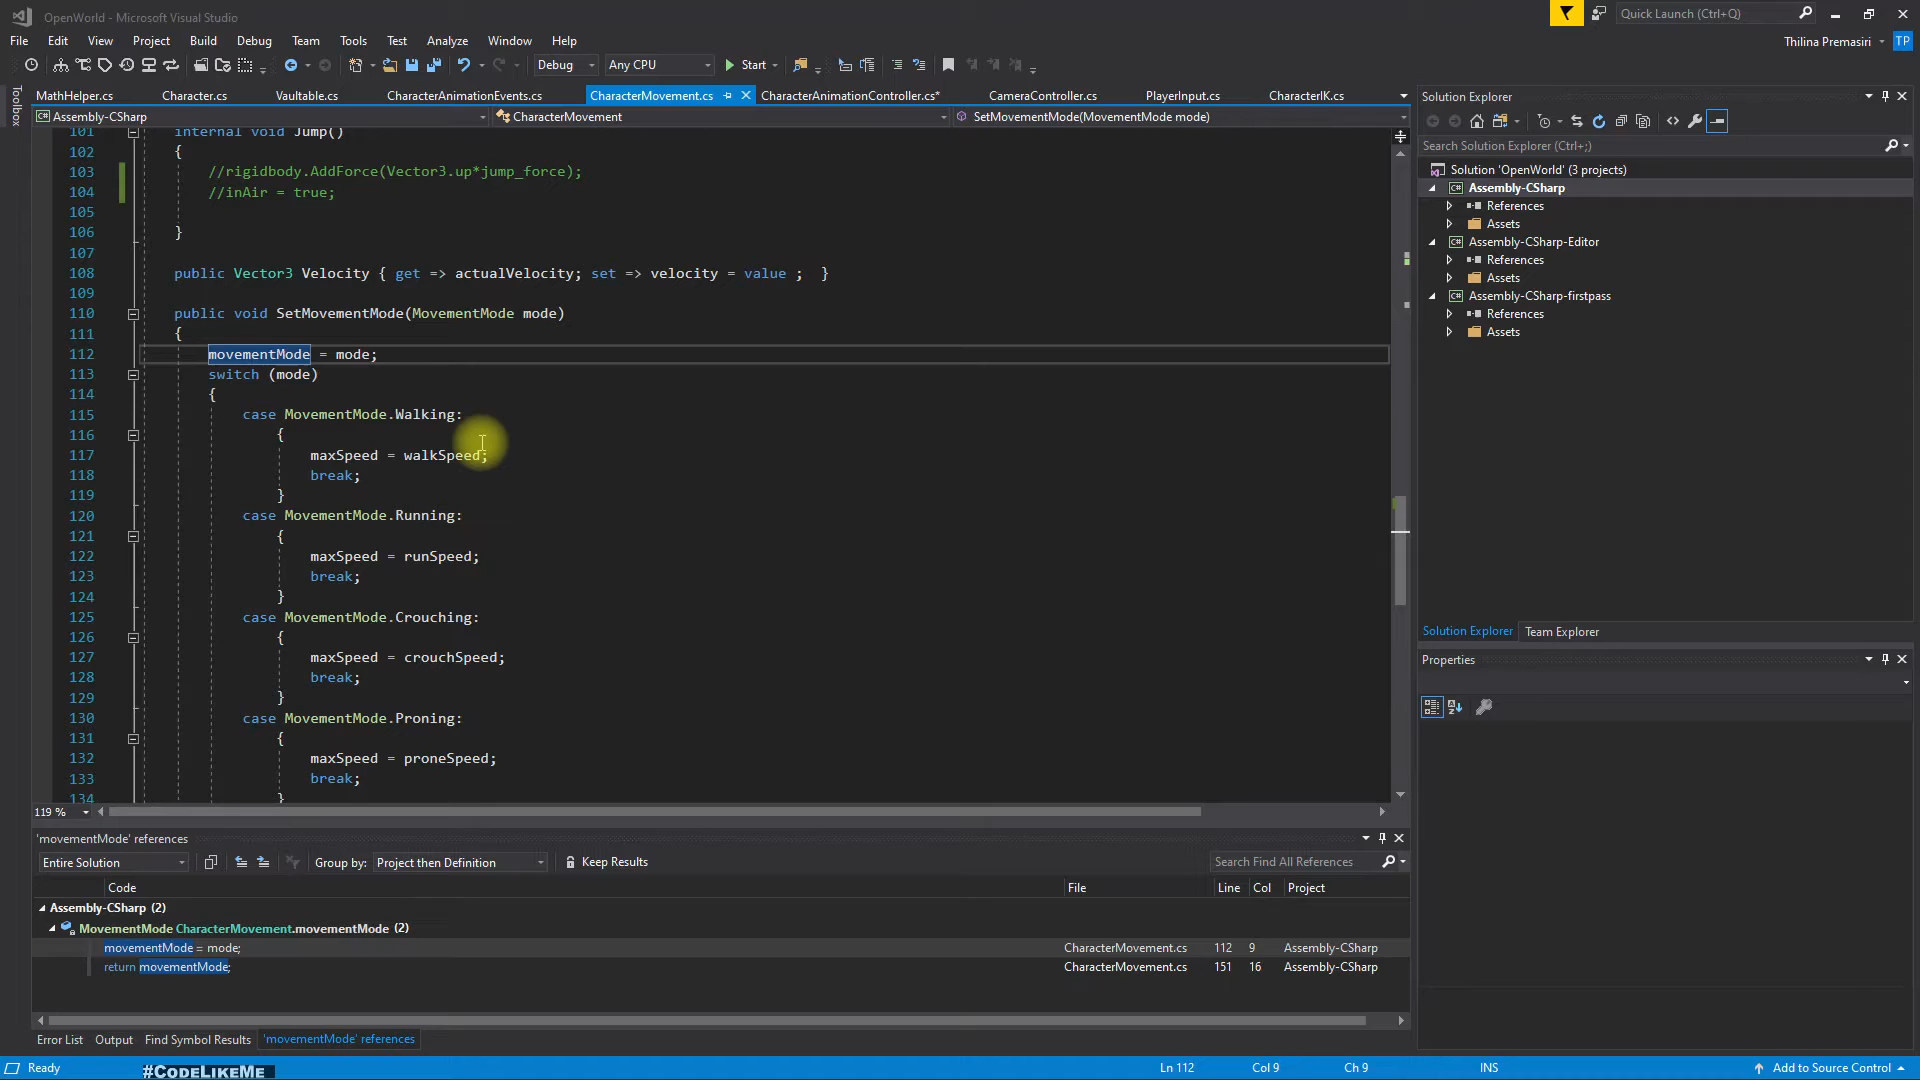 OpenWorld - Microsoft Visual Studio
Quick Launch (Ctrl+Q)
File Edit View Project Build Debug Team Tools Test Analyze Window Help
Thilina Premasiri TP
Debug Any CPU Start
Toolbox
MathHelper.cs Character.cs Vaultable.cs CharacterAnimationEvents.cs CharacterMovement.cs CharacterAnimationController.cs* CameraController.cs PlayerInput.cs CharacterIK.cs
Assembly-CSharp CharacterMovement SetMovementMode(MovementMode mode)
101 internal void Jump()
102 {
103 //rigidbody.AddForce(Vector3.up*jump_force);
104 //inAir = true;
105
106 }
107
108 public Vector3 Velocity { get => actualVelocity; set => velocity = value ; }
109
110 public void SetMovementMode(MovementMode mode)
111 {
112 movementMode = mode;
113 switch (mode)
114 {
115 case MovementMode.Walking:
116 {
117 maxSpeed = walkSpeed;
118 break;
119 }
120 case MovementMode.Running:
121 {
122 maxSpeed = runSpeed;
123 break;
124 }
125 case MovementMode.Crouching:
126 {
127 maxSpeed = crouchSpeed;
128 break;
129 }
130 case MovementMode.Proning:
131 {
132 maxSpeed = proneSpeed;
133 break;
134 }
119 %
Solution Explorer
Search Solution Explorer (Ctrl+;)
Solution 'OpenWorld' (3 projects)
Assembly-CSharp
References
Assets
Assembly-CSharp-Editor
References
Assets
Assembly-CSharp-firstpass
References
Assets
Solution Explorer Team Explorer
Properties
'movementMode' references
Entire Solution Group by: Project then Definition Keep Results Search Find All References
Code File Line Col Project
Assembly-CSharp (2)
MovementMode CharacterMovement.movementMode (2)
movementMode = mode; CharacterMovement.cs 112 9 Assembly-CSharp
return movementMode; CharacterMovement.cs 151 16 Assembly-CSharp
Error List Output Find Symbol Results 'movementMode' references
Ready #CODELIKEME Ln 112 Col 9 Ch 9 INS Add to Source Control